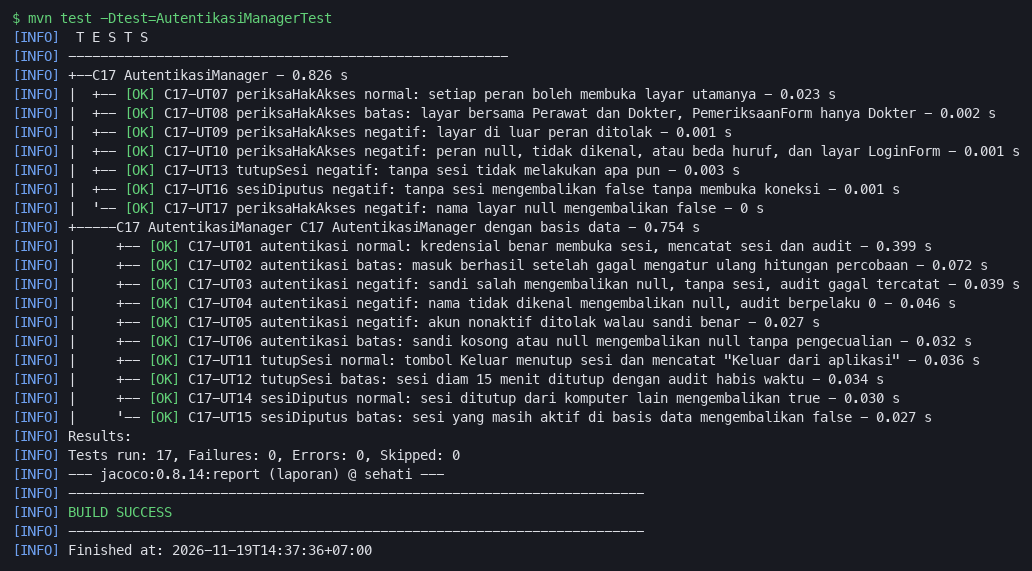 $ mvn test -Dtest=AutentikasiManagerTest
[INFO]  T E S T S
[INFO] -------------------------------------------------------
[INFO] +--C17 AutentikasiManager - 0.826 s
[INFO] |  +-- [OK] C17-UT07 periksaHakAkses normal: setiap peran boleh membuka layar utamanya - 0.023 s
[INFO] |  +-- [OK] C17-UT08 periksaHakAkses batas: layar bersama Perawat dan Dokter, PemeriksaanForm hanya Dokter - 0.002 s
[INFO] |  +-- [OK] C17-UT09 periksaHakAkses negatif: layar di luar peran ditolak - 0.001 s
[INFO] |  +-- [OK] C17-UT10 periksaHakAkses negatif: peran null, tidak dikenal, atau beda huruf, dan layar LoginForm - 0.001 s
[INFO] |  +-- [OK] C17-UT13 tutupSesi negatif: tanpa sesi tidak melakukan apa pun - 0.003 s
[INFO] |  +-- [OK] C17-UT16 sesiDiputus negatif: tanpa sesi mengembalikan false tanpa membuka koneksi - 0.001 s
[INFO] |  '-- [OK] C17-UT17 periksaHakAkses negatif: nama layar null mengembalikan false - 0 s
[INFO] +-----C17 AutentikasiManager C17 AutentikasiManager dengan basis data - 0.754 s
[INFO] |     +-- [OK] C17-UT01 autentikasi normal: kredensial benar membuka sesi, mencatat sesi dan audit - 0.399 s
[INFO] |     +-- [OK] C17-UT02 autentikasi batas: masuk berhasil setelah gagal mengatur ulang hitungan percobaan - 0.072 s
[INFO] |     +-- [OK] C17-UT03 autentikasi negatif: sandi salah mengembalikan null, tanpa sesi, audit gagal tercatat - 0.039 s
[INFO] |     +-- [OK] C17-UT04 autentikasi negatif: nama tidak dikenal mengembalikan null, audit berpelaku 0 - 0.046 s
[INFO] |     +-- [OK] C17-UT05 autentikasi negatif: akun nonaktif ditolak walau sandi benar - 0.027 s
[INFO] |     +-- [OK] C17-UT06 autentikasi batas: sandi kosong atau null mengembalikan null tanpa pengecualian - 0.032 s
[INFO] |     +-- [OK] C17-UT11 tutupSesi normal: tombol Keluar menutup sesi dan mencatat "Keluar dari aplikasi" - 0.036 s
[INFO] |     +-- [OK] C17-UT12 tutupSesi batas: sesi diam 15 menit ditutup dengan audit habis waktu - 0.034 s
[INFO] |     +-- [OK] C17-UT14 sesiDiputus normal: sesi ditutup dari komputer lain mengembalikan true - 0.030 s
[INFO] |     '-- [OK] C17-UT15 sesiDiputus batas: sesi yang masih aktif di basis data mengembalikan false - 0.027 s
[INFO] Results:
[INFO] Tests run: 17, Failures: 0, Errors: 0, Skipped: 0
[INFO] --- jacoco:0.8.14:report (laporan) @ sehati ---
[INFO] ------------------------------------------------------------------------
[INFO] BUILD SUCCESS
[INFO] ------------------------------------------------------------------------
[INFO] Finished at: 2026-11-19T14:37:36+07:00